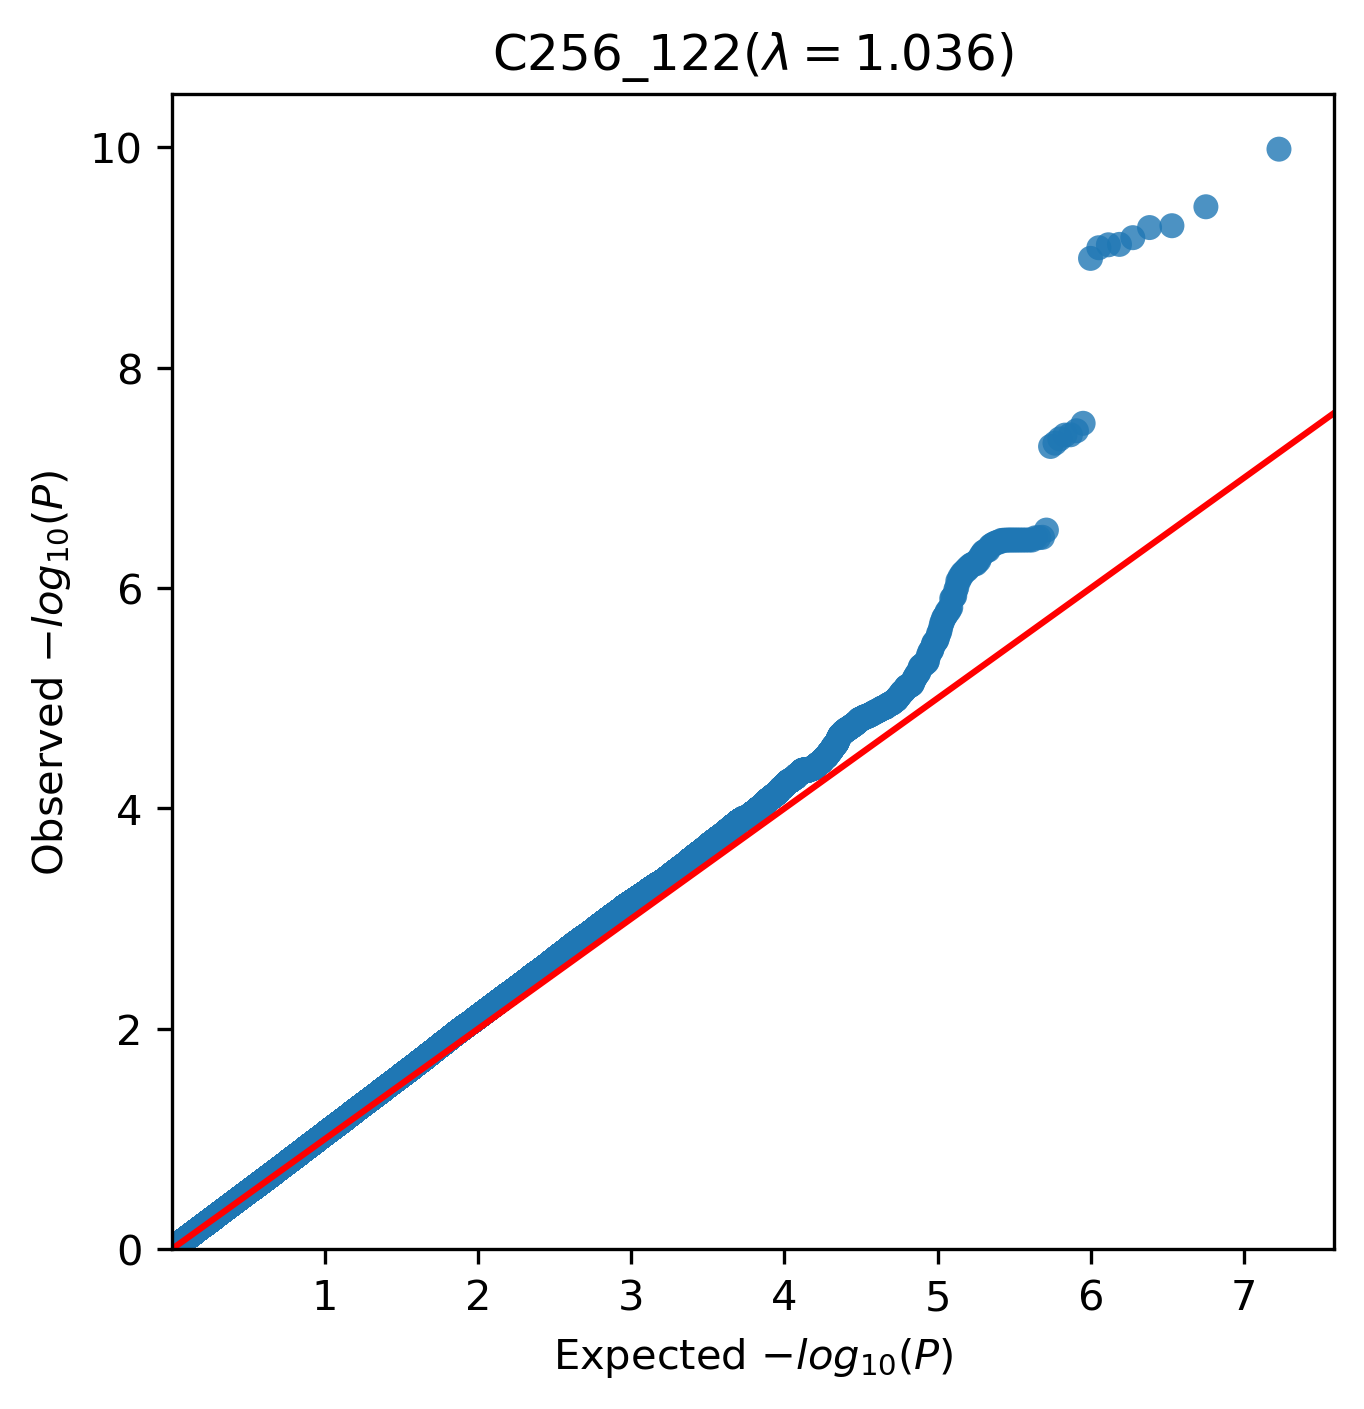 C256_122(λ = 1.036)
10
8
6
4
2
0
Observed −log₁₀(P)
1 2 3 4 5 6 7
Expected −log₁₀(P)